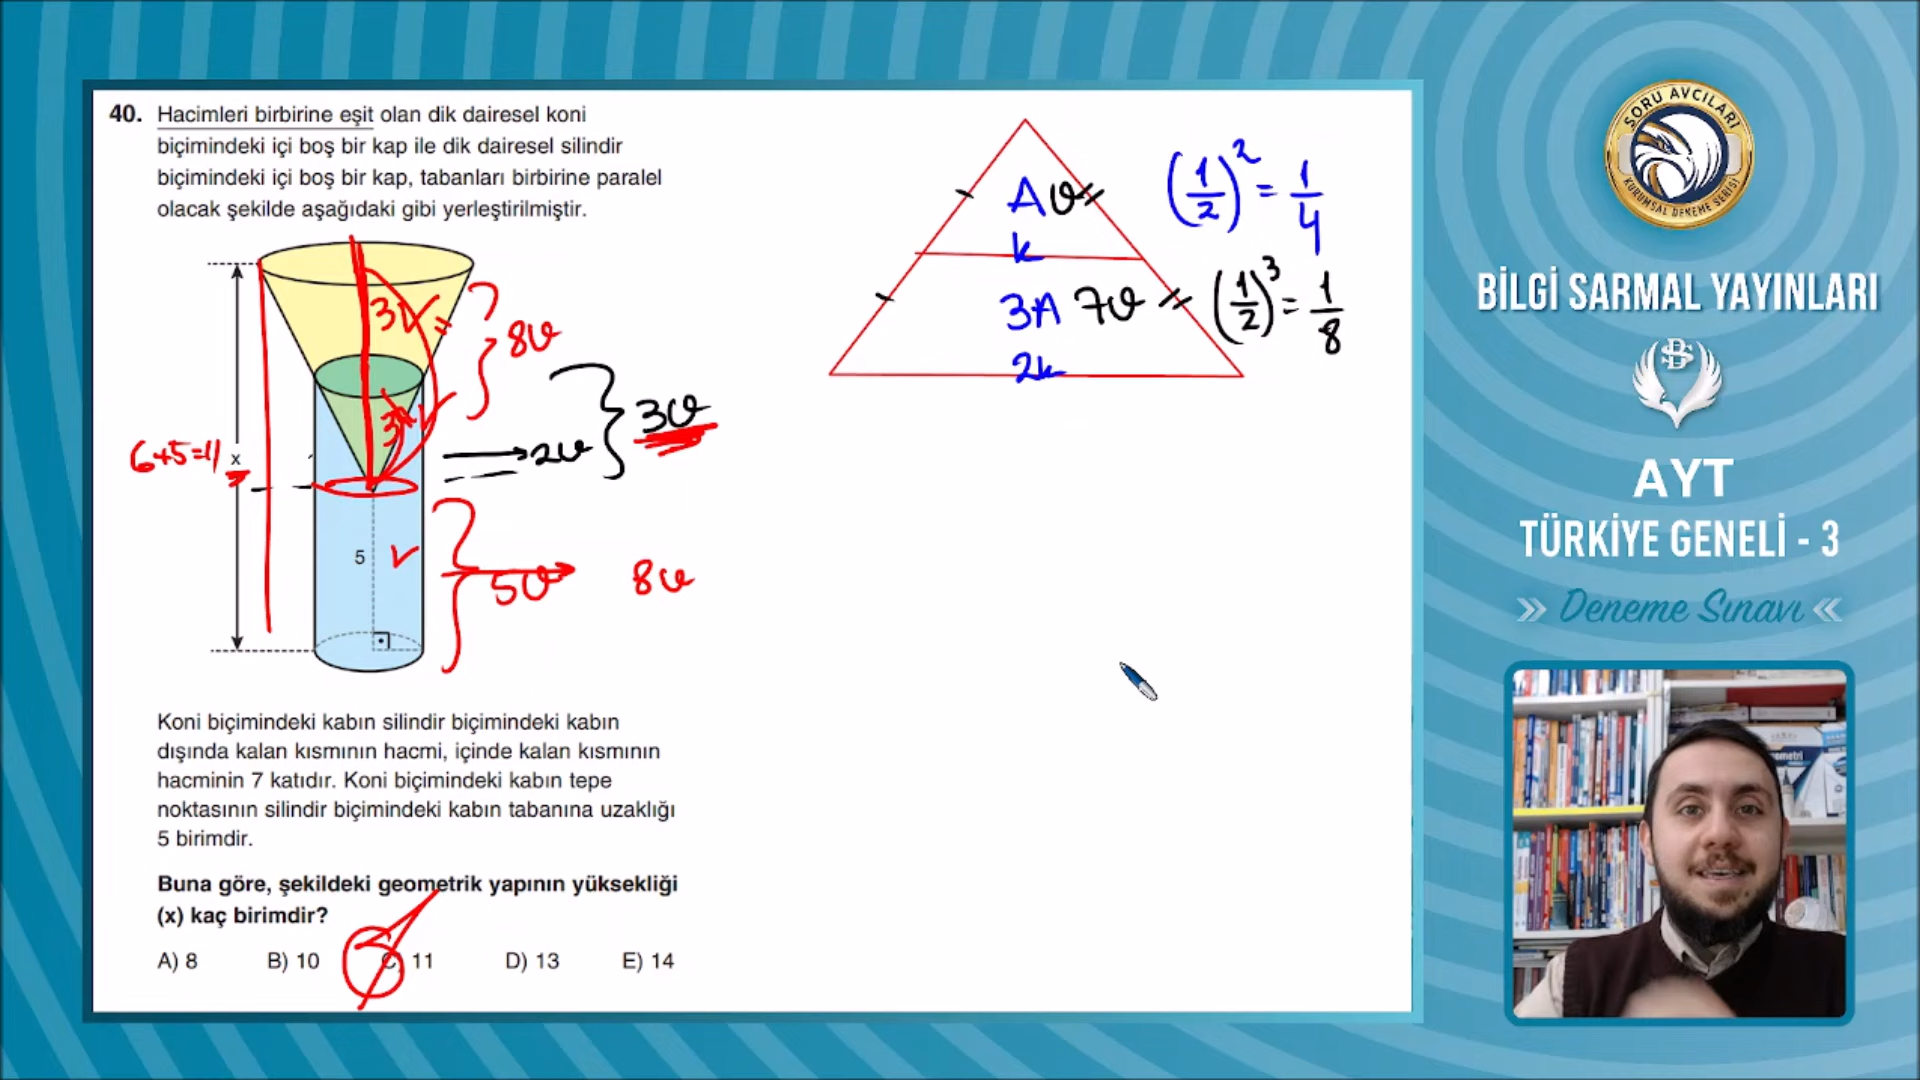 40. Hacimleri birbirine eşit olan dik dairesel koni
biçimindeki içi boş bir kap ile dik dairesel silindir
biçimindeki içi boş bir kap, tabanları birbirine paralel
olacak şekilde aşağıdaki gibi yerleştirilmiştir.
8v
3v
2v
6+5=11
x
5
5v
8v
Koni biçimindeki kabın silindir biçimindeki kabın
dışında kalan kısmının hacmi, içinde kalan kısmının
hacminin 7 katıdır. Koni biçimindeki kabın tepe
noktasının silindir biçimindeki kabın tabanına uzaklığı
5 birimdir.
Buna göre, şekildeki geometrik yapının yüksekliği
(x) kaç birimdir?
A) 8 B) 10 C) 11 D) 13 E) 14
A v
k
3A 7v
2k
(1/2)^2 = 1/4
(1/2)^3 = 1/8
SORU AVCILARI
KURUMSAL DENEME SERİSİ
BİLGİ SARMAL YAYINLARI
AYT
TÜRKİYE GENELİ - 3
Deneme Sınavı